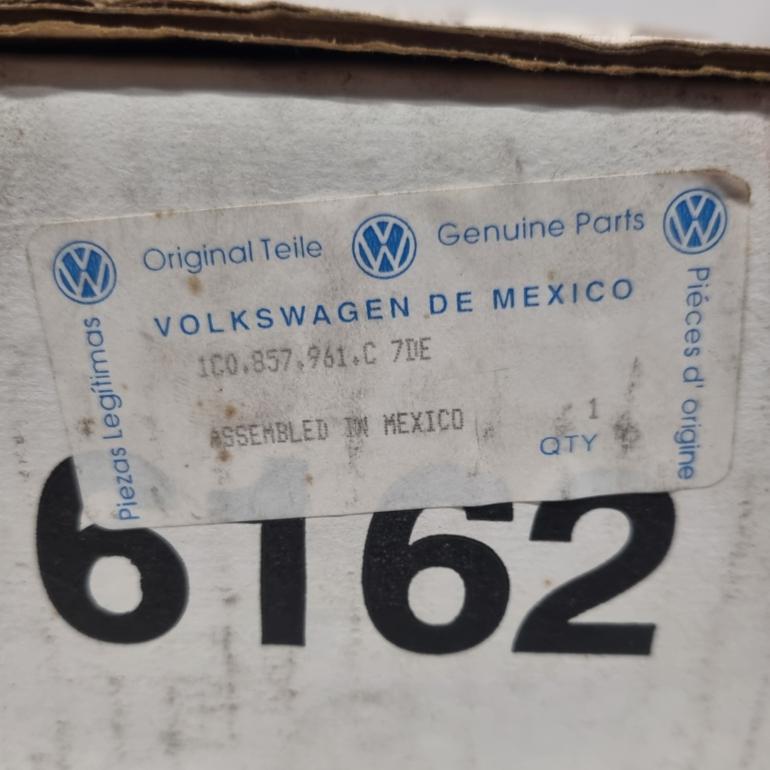 Original Teile
Genuine Parts
VOLKSWAGEN DE MEXICO
1C0.857.961.C 7DE
ASSEMBLED IN MEXICO
1
QTY
Piezas Legítimas
Piéces d' origine
6162